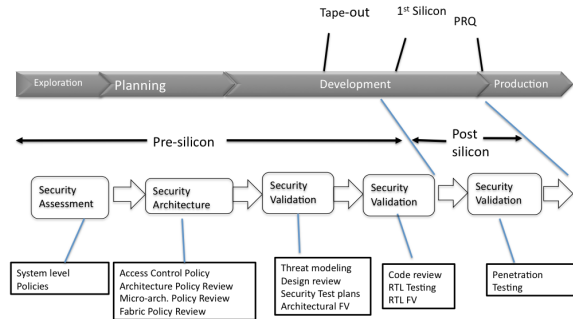 Tape-out
1st Silicon
PRQ
Exploration
Planning
Development
Production
Pre-silicon
Post
silicon
Security
Assessment
Security
Architecture
Security
Validation
Security
Validation
Security
Validation
System level
Policies
Access Control Policy
Architecture Policy Review
Micro-arch. Policy Review
Fabric Policy Review
Threat modeling
Design review
Security Test plans
Architectural FV
Code review
RTL Testing
RTL FV
Penetration
Testing